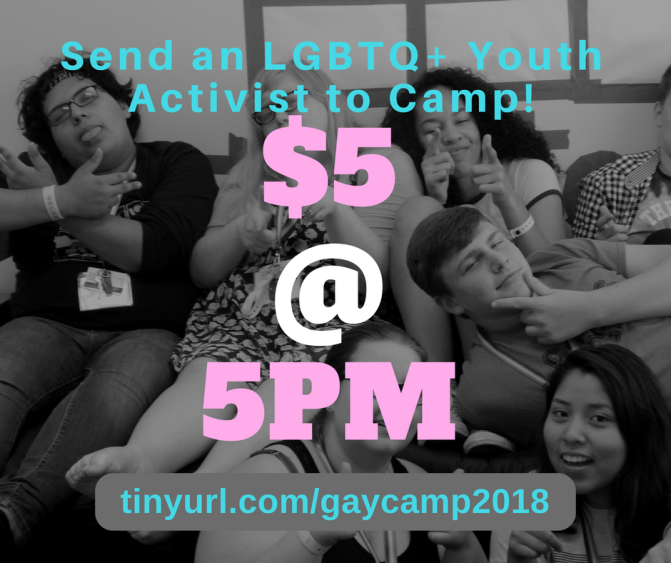 Send an LGBTQ+ Youth
Activist to Camp!
$5
@
5PM
tinyurl.com/gaycamp2018